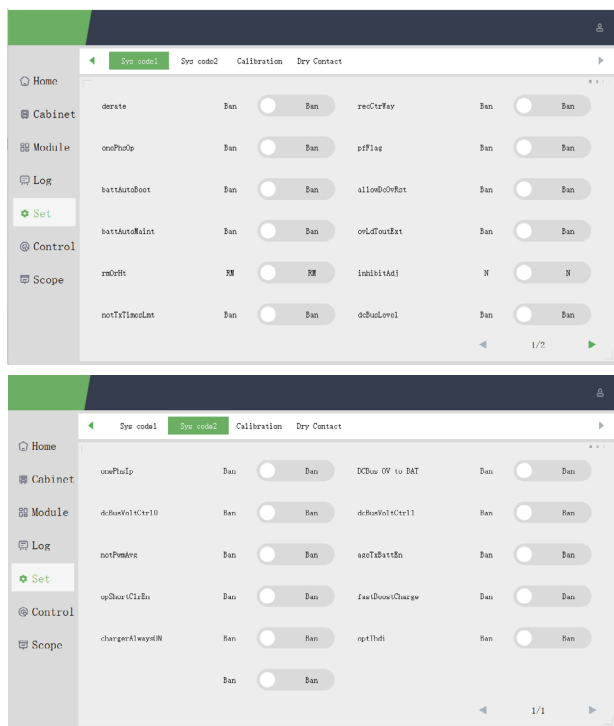 Sys code1 Sys code2 Calibration Dry Contact
Home
Cabinet
Module
Log
Set
Control
Scope
derate Ban Ban recCtrWay Ban Ban
onePhsOp Ban Ban pfFlag Ban Ban
battAutoBoot Ban Ban allowDcOvRst Ban Ban
battAutoMaint Ban Ban ovLdToutExt Ban Ban
rmOrHt RM RM inhibitAdj N N
notTxTimesLmt Ban Ban dcBusLevel Ban Ban
1/2
Sys code1 Sys code2 Calibration Dry Contact
Home
Cabinet
Module
Log
Set
Control
Scope
onePhsIp Ban Ban DCBus OV to BAT Ban Ban
dcBusVoltCtrl0 Ban Ban dcBusVoltCtrl1 Ban Ban
notPwmAvg Ban Ban ageTxBattEn Ban Ban
opShortClrEn Ban Ban fastBoostCharge Ban Ban
chargerAlwaysON Ban Ban optThdi Ban Ban
Ban Ban
1/1